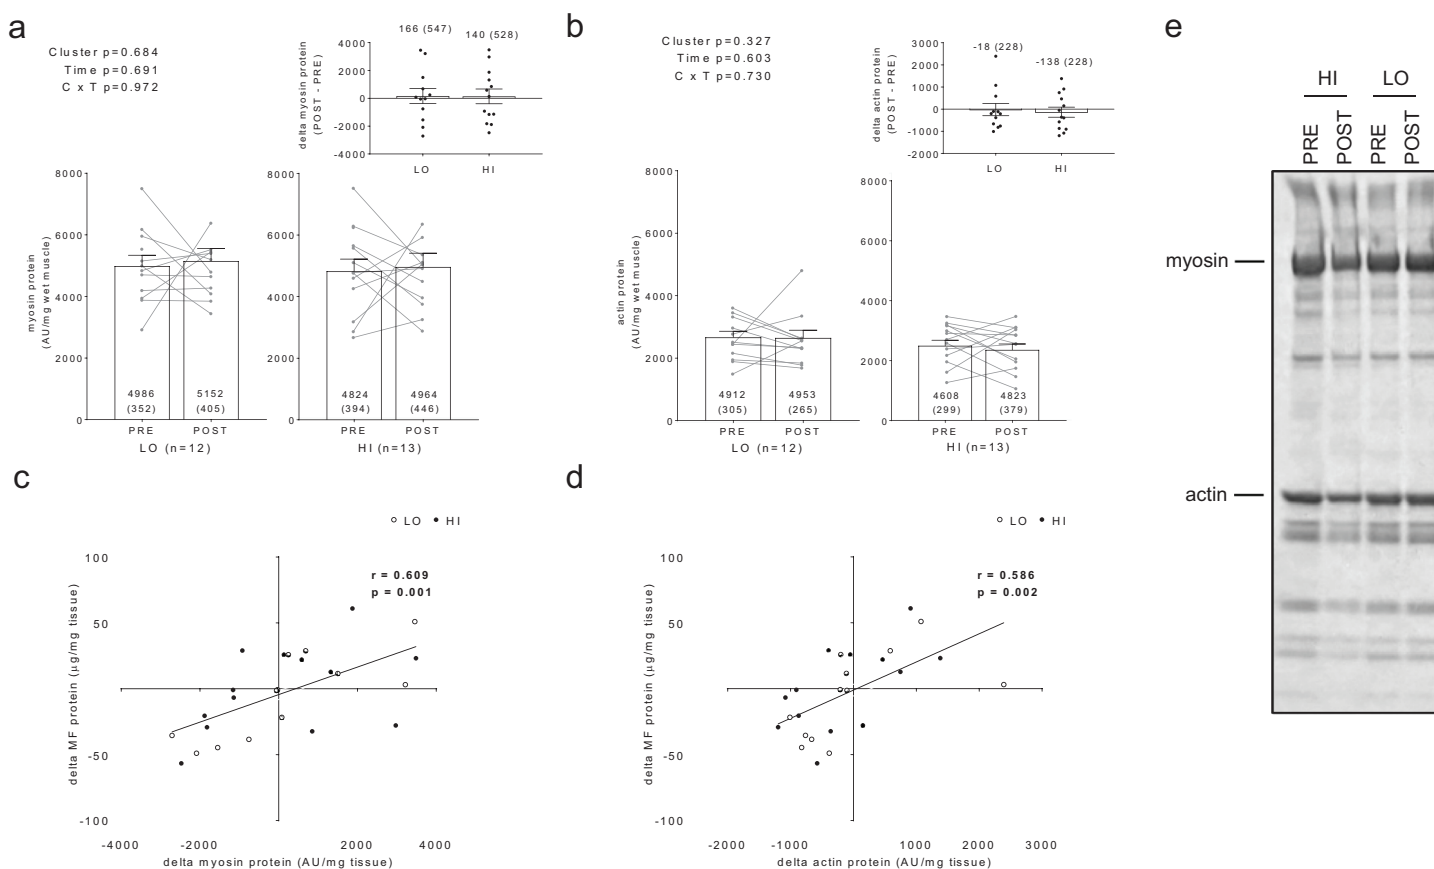 a
Cluster p=0.684
Time p=0.691
C x T p=0.972
delta myosin protein
(POST - PRE)
4000
2000
0
-2000
-4000
166 (547)
140 (528)
LO
HI
myosin protein
(AU/mg wet muscle)
8000
6000
4000
2000
0
4986
(352)
5152
(405)
PRE
POST
LO (n=12)
8000
6000
4000
2000
0
4824
(394)
4964
(446)
PRE
POST
HI (n=13)
b
Cluster p=0.327
Time p=0.603
C x T p=0.730
delta actin protein
(POST - PRE)
3000
2000
1000
0
-1000
-2000
-18 (228)
-138 (228)
LO
HI
actin protein
(AU/mg wet muscle)
8000
6000
4000
2000
0
4912
(305)
4953
(265)
PRE
POST
LO (n=12)
8000
6000
4000
2000
0
4608
(299)
4823
(379)
PRE
POST
HI (n=13)
c
LO HI
r = 0.609
p = 0.001
delta MF protein (µg/mg tissue)
100
50
0
-50
-100
-4000
-2000
0
2000
4000
delta myosin protein (AU/mg tissue)
d
LO HI
r = 0.586
p = 0.002
delta MF protein (µg/mg tissue)
100
50
0
-50
-100
-2000
-1000
0
1000
2000
3000
delta actin protein (AU/mg tissue)
e
HI
LO
PRE
POST
PRE
POST
myosin
actin